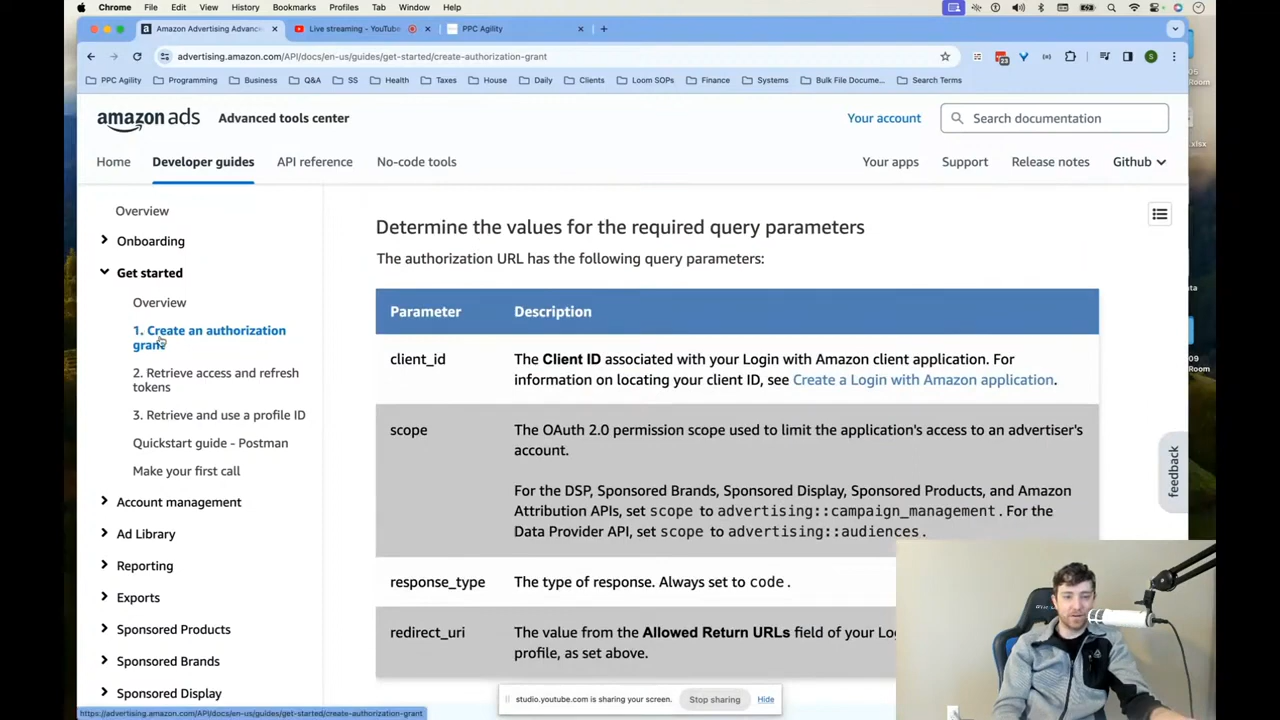 Chrome File Edit View History Bookmarks Profiles Tab Window Help
Amazon Advertising Advanc Live streaming - YouTube PPC Agility
advertising.amazon.com/API/docs/en-us/guides/get-started/create-authorization-grant
23
S
PPC Agility Programming Business Q&A SS Health Taxes House Daily Clients Loom SOPs Finance Systems Bulk File Docume... Search Terms
amazon ads Advanced tools center Your account Search documentation
Home Developer guides API reference No-code tools Your apps Support Release notes Github
Overview
Onboarding
Get started
Overview
1. Create an authorization
grant
2. Retrieve access and refresh
tokens
3. Retrieve and use a profile ID
Quickstart guide - Postman
Make your first call
Account management
Ad Library
Reporting
Exports
Sponsored Products
Sponsored Brands
Sponsored Display
Determine the values for the required query parameters
The authorization URL has the following query parameters:
Parameter Description
client_id The Client ID associated with your Login with Amazon client application. For
information on locating your client ID, see Create a Login with Amazon application.
scope The OAuth 2.0 permission scope used to limit the application's access to an advertiser's
account.
For the DSP, Sponsored Brands, Sponsored Display, Sponsored Products, and Amazon
Attribution APIs, set scope to advertising::campaign_management. For the
Data Provider API, set scope to advertising::audiences.
response_type The type of response. Always set to code.
redirect_uri The value from the Allowed Return URLs field of your
profile, as set above.
feedback
studio.youtube.com is sharing your screen. Stop sharing Hide
https://advertising.amazon.com/API/docs/en-us/guides/get-started/create-authorization-grant
05
Room
.xlsx
09
Room